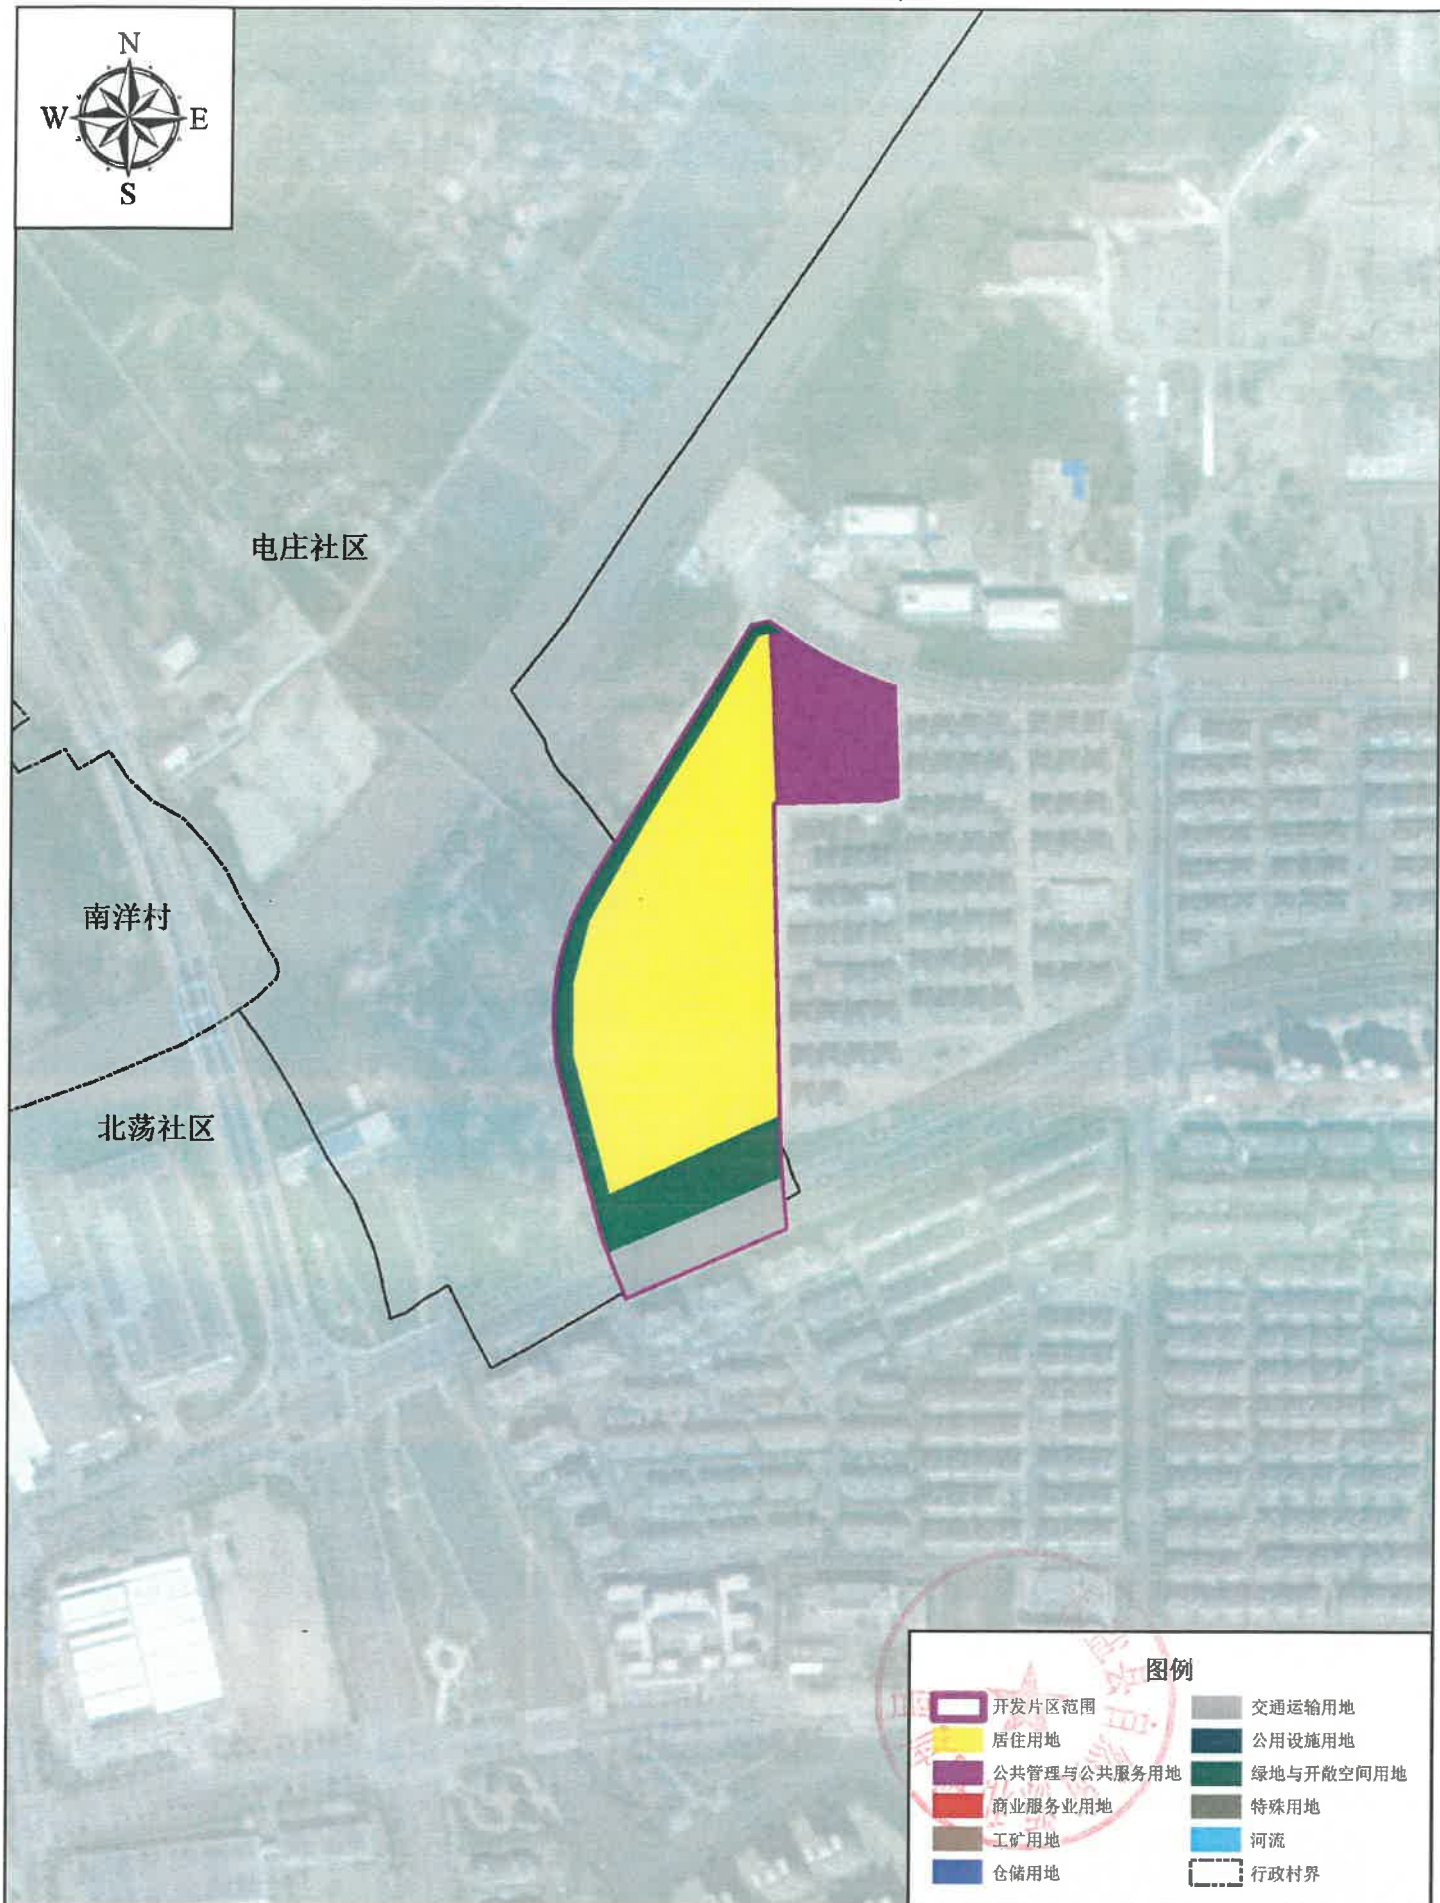 N
W E
S
电庄社区
南洋村
北荡社区
图例
开发片区范围
交通运输用地
居住用地
公用设施用地
公共管理与公共服务用地
绿地与开敞空间用地
商业服务业用地
特殊用地
工矿用地
河流
仓储用地
行政村界